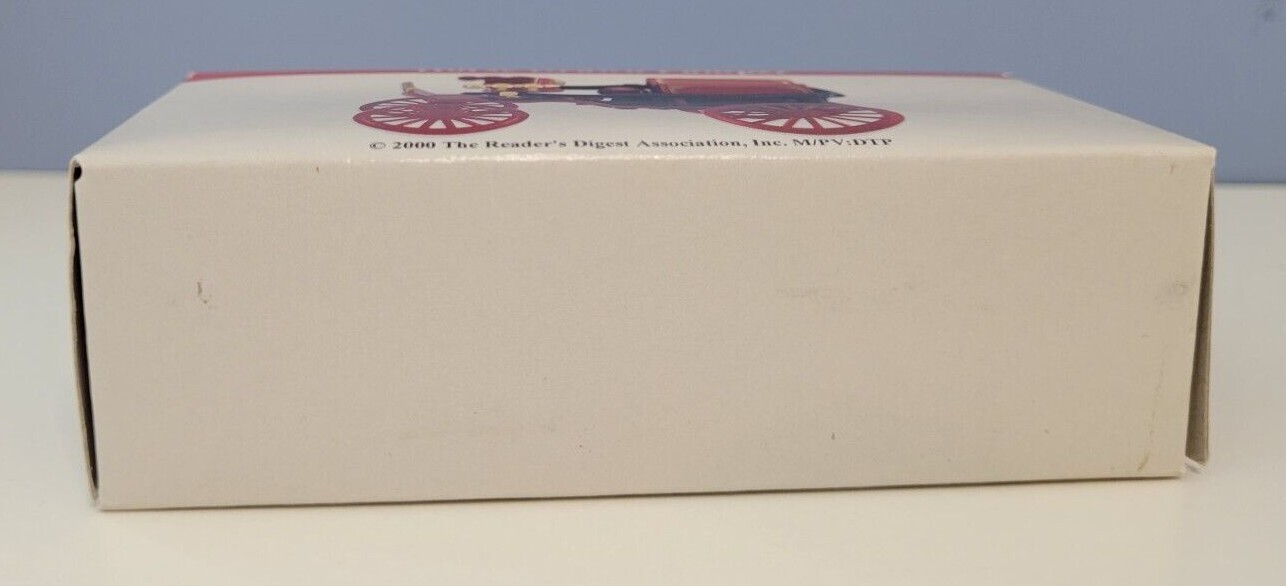 © 2000 The Reader's Digest Association, Inc. M/PV:DTP